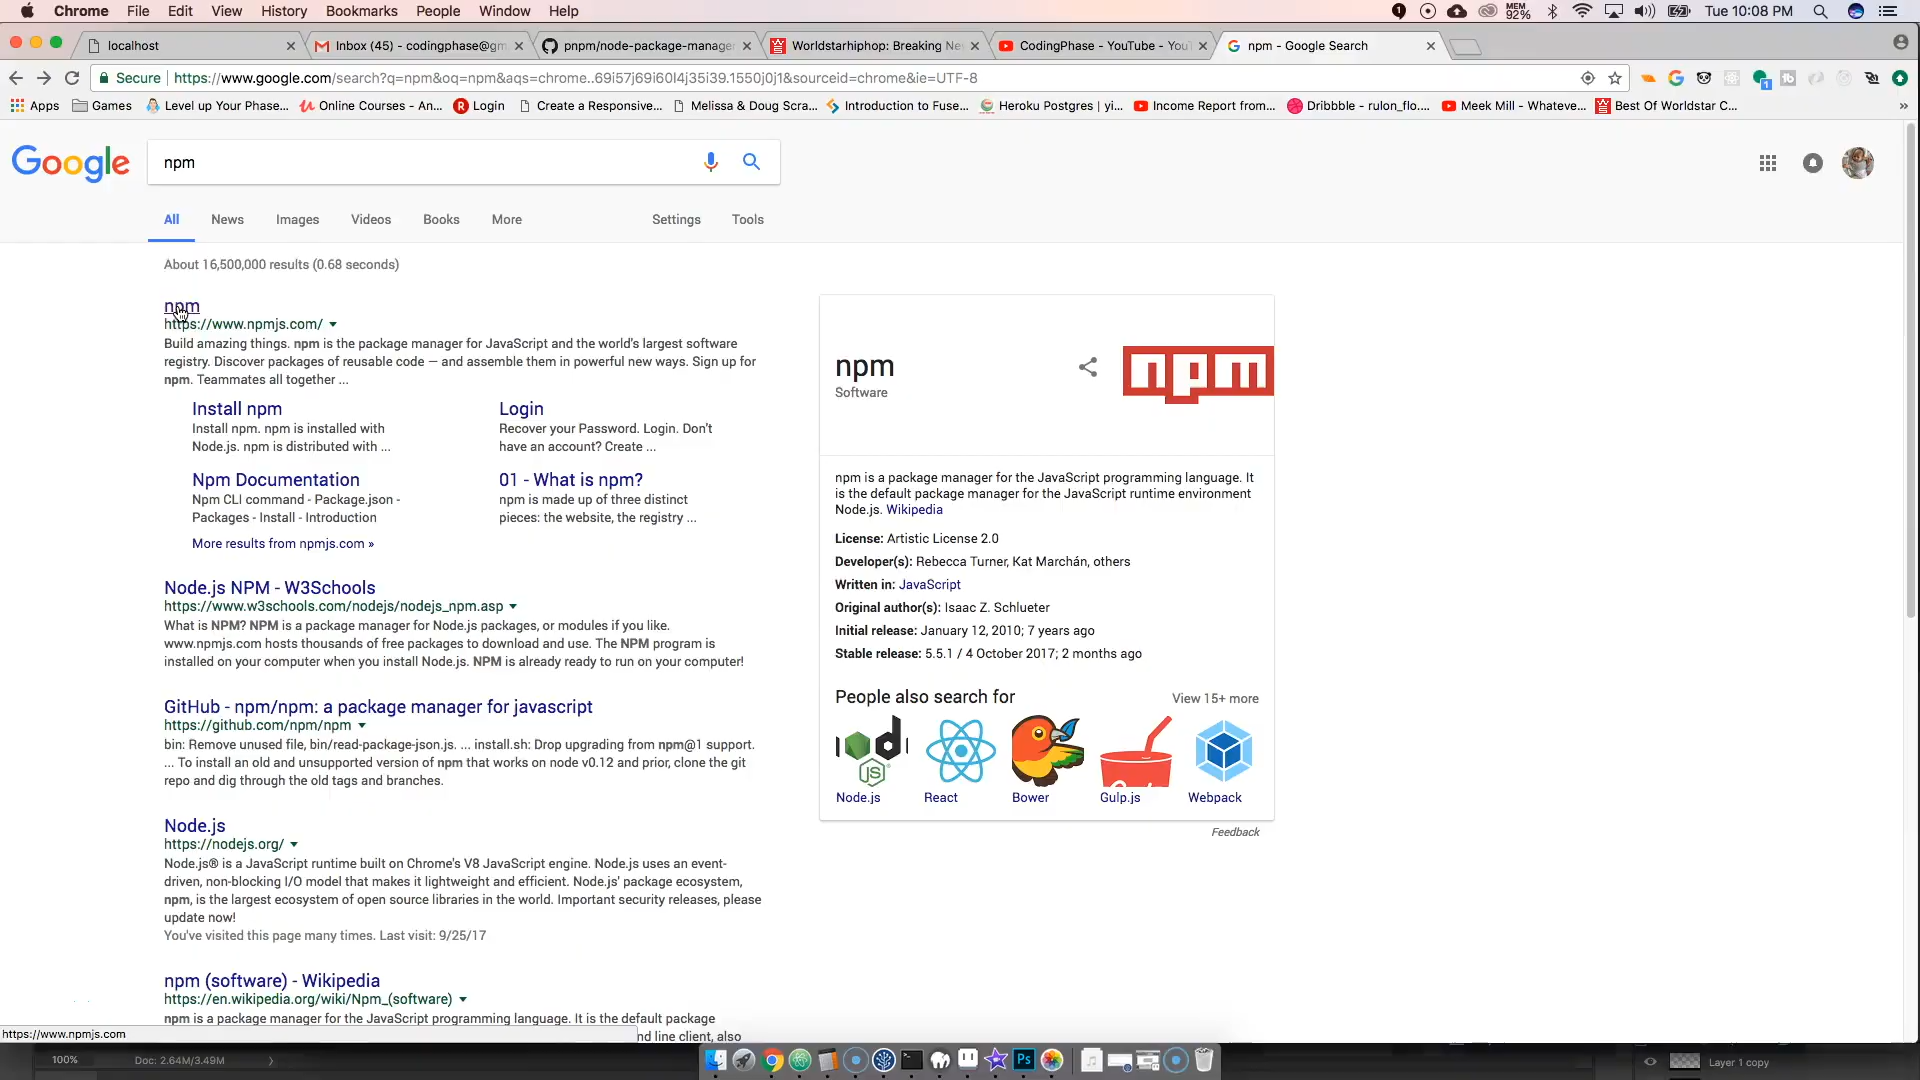 Chrome File Edit View History Bookmarks People Window Help MEM 92% Tue 10:08 PM
localhost Inbox (45) - codingphase@gm pnpm/node-package-manager Worldstarhiphop: Breaking Ne CodingPhase - YouTube - You npm - Google Search
Secure https://www.google.com/search?q=npm&oq=npm&aqs=chrome..69i57j69i60l4j35i39.1550j0j1&sourceid=chrome&ie=UTF-8
Apps Games Level up Your Phase... Online Courses - An... Login Create a Responsive... Melissa & Doug Scra... Introduction to Fuse... Heroku Postgres | yi... Income Report from... Dribbble - rulon_flo.... Meek Mill - Whateve... Best Of Worldstar C... »
Google npm
All News Images Videos Books More Settings Tools
About 16,500,000 results (0.68 seconds)
npm
https://www.npmjs.com/
Build amazing things. npm is the package manager for JavaScript and the world's largest software
registry. Discover packages of reusable code — and assemble them in powerful new ways. Sign up for
npm. Teammates all together ...
Install npm
Install npm. npm is installed with
Node.js. npm is distributed with ...
Login
Recover your Password. Login. Don't
have an account? Create ...
Npm Documentation
Npm CLI command - Package.json -
Packages - Install - Introduction
01 - What is npm?
npm is made up of three distinct
pieces: the website, the registry ...
More results from npmjs.com »
Node.js NPM - W3Schools
https://www.w3schools.com/nodejs/nodejs_npm.asp
What is NPM? NPM is a package manager for Node.js packages, or modules if you like.
www.npmjs.com hosts thousands of free packages to download and use. The NPM program is
installed on your computer when you install Node.js. NPM is already ready to run on your computer!
GitHub - npm/npm: a package manager for javascript
https://github.com/npm/npm
bin: Remove unused file, bin/read-package-json.js. ... install.sh: Drop upgrading from npm@1 support.
... To install an old and unsupported version of npm that works on node v0.12 and prior, clone the git
repo and dig through the old tags and branches.
Node.js
https://nodejs.org/
Node.js® is a JavaScript runtime built on Chrome's V8 JavaScript engine. Node.js uses an event-
driven, non-blocking I/O model that makes it lightweight and efficient. Node.js' package ecosystem,
npm, is the largest ecosystem of open source libraries in the world. Important security releases, please
update now!
You've visited this page many times. Last visit: 9/25/17
npm (software) - Wikipedia
https://en.wikipedia.org/wiki/Npm_(software)
npm is a package manager for the JavaScript programming language. It is the default package
nd line client, also
npm
Software
npm
npm is a package manager for the JavaScript programming language. It
is the default package manager for the JavaScript runtime environment
Node.js. Wikipedia
License: Artistic License 2.0
Developer(s): Rebecca Turner, Kat Marchán, others
Written in: JavaScript
Original author(s): Isaac Z. Schlueter
Initial release: January 12, 2010; 7 years ago
Stable release: 5.5.1 / 4 October 2017; 2 months ago
People also search for View 15+ more
Node.js React Bower Gulp.js Webpack
Feedback
https://www.npmjs.com
100% Doc: 2.64M/3.49M Ps Layer 1 copy